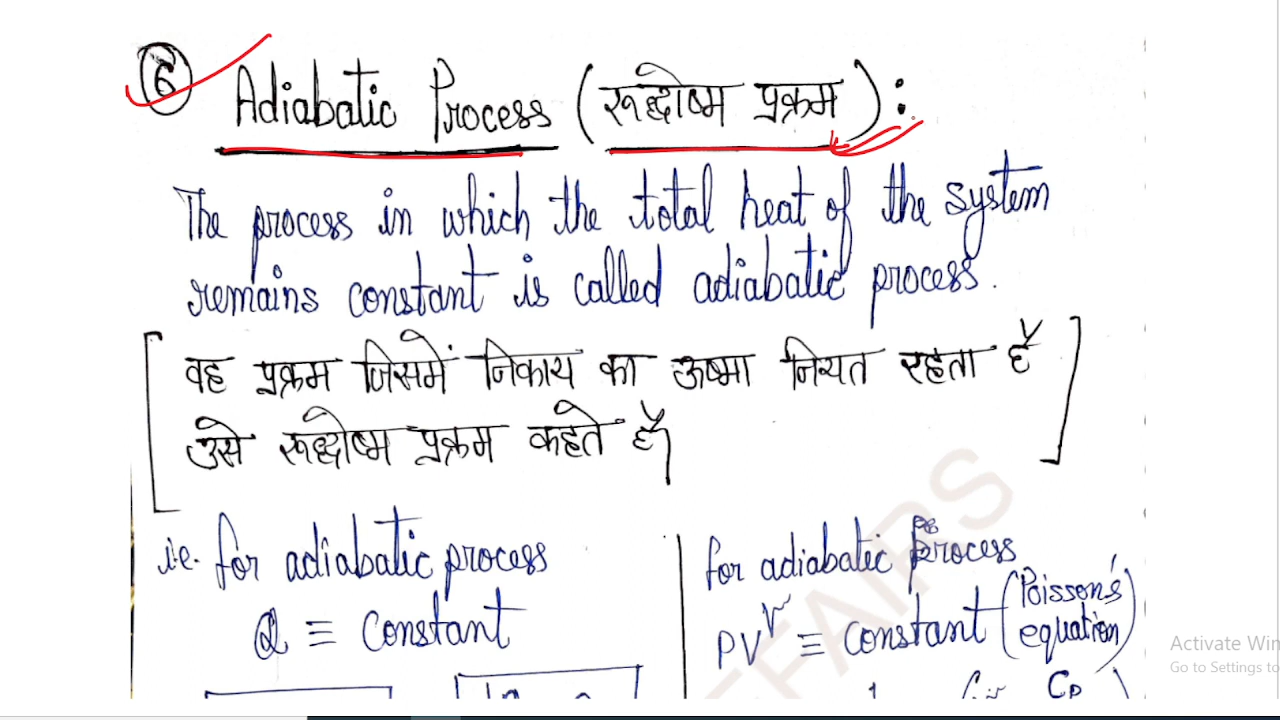 6 Adiabatic Process (रूद्धोष्म प्रक्रम) :
The process in which the total heat of the system
remains constant is called adiabatic process.
[ वह प्रक्रम जिसमें निकाय का ऊष्मा नियत रहता है
उसे रूद्धोष्म प्रक्रम कहते है। ]
i.e. for adiabatic process
Q ≡ Constant
for adiabatic process
PV^γ ≡ constant (Poisson's
equation)
Cp
FFAIRS
Activate Win
Go to Settings to